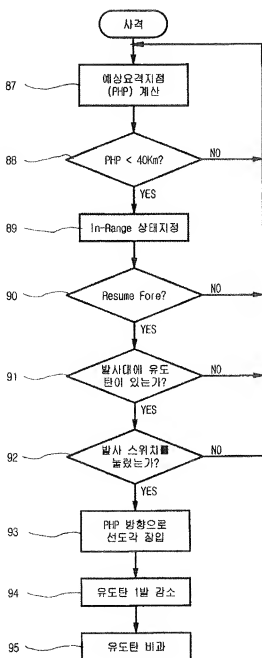 사격
87
예상요격지점
(PHP) 계산
88
PHP < 40Km?
NO
YES
89
In-Range 상태지정
90
Resume Fore?
NO
YES
91
발사대에 유도
탄이 있는가?
NO
YES
92
발사 스위치를
눌렀는가?
NO
YES
93
PHP 방향으로
선도각 진입
94
유도탄 1발 감소
95
유도탄 비과